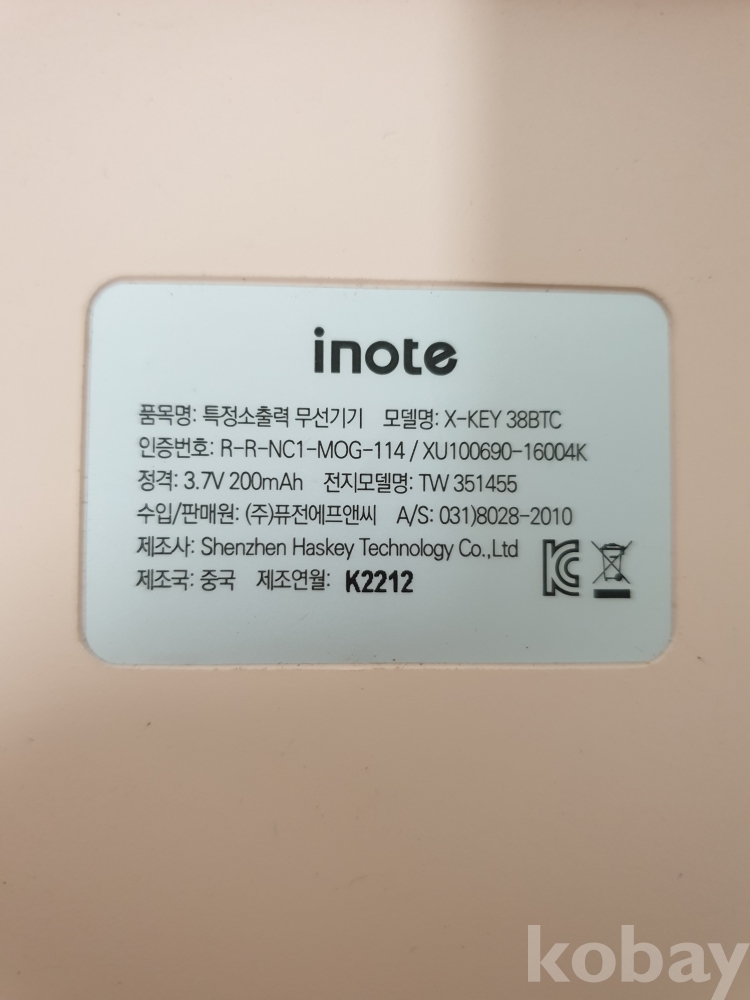 inote
품목명: 특정소출력 무선기기 모델명: X-KEY 38BTC
인증번호: R-R-NC1-MOG-114 / XU100690-16004K
정격: 3.7V 200mAh 전지모델명: TW 351455
수입/판매원: (주)퓨전에프앤씨 A/S: 031)8028-2010
제조사: Shenzhen Haskey Technology Co.,Ltd
제조국: 중국 제조연월: K2212
kobay